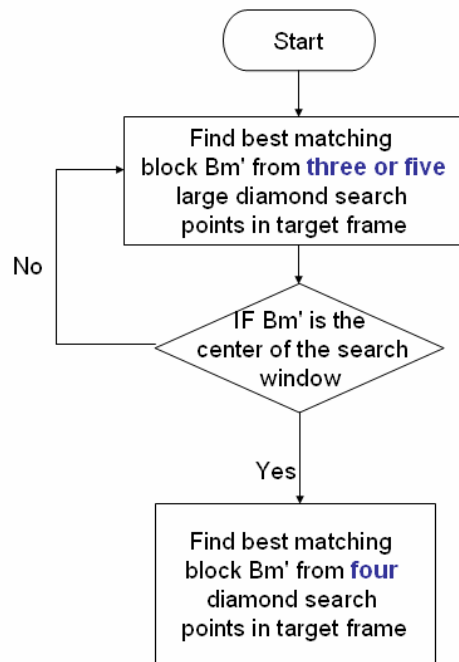 Start
Find best matching
block Bm' from three or five
large diamond search
points in target frame
No
IF Bm' is the
center of the search
window
Yes
Find best matching
block Bm' from four
diamond search
points in target frame